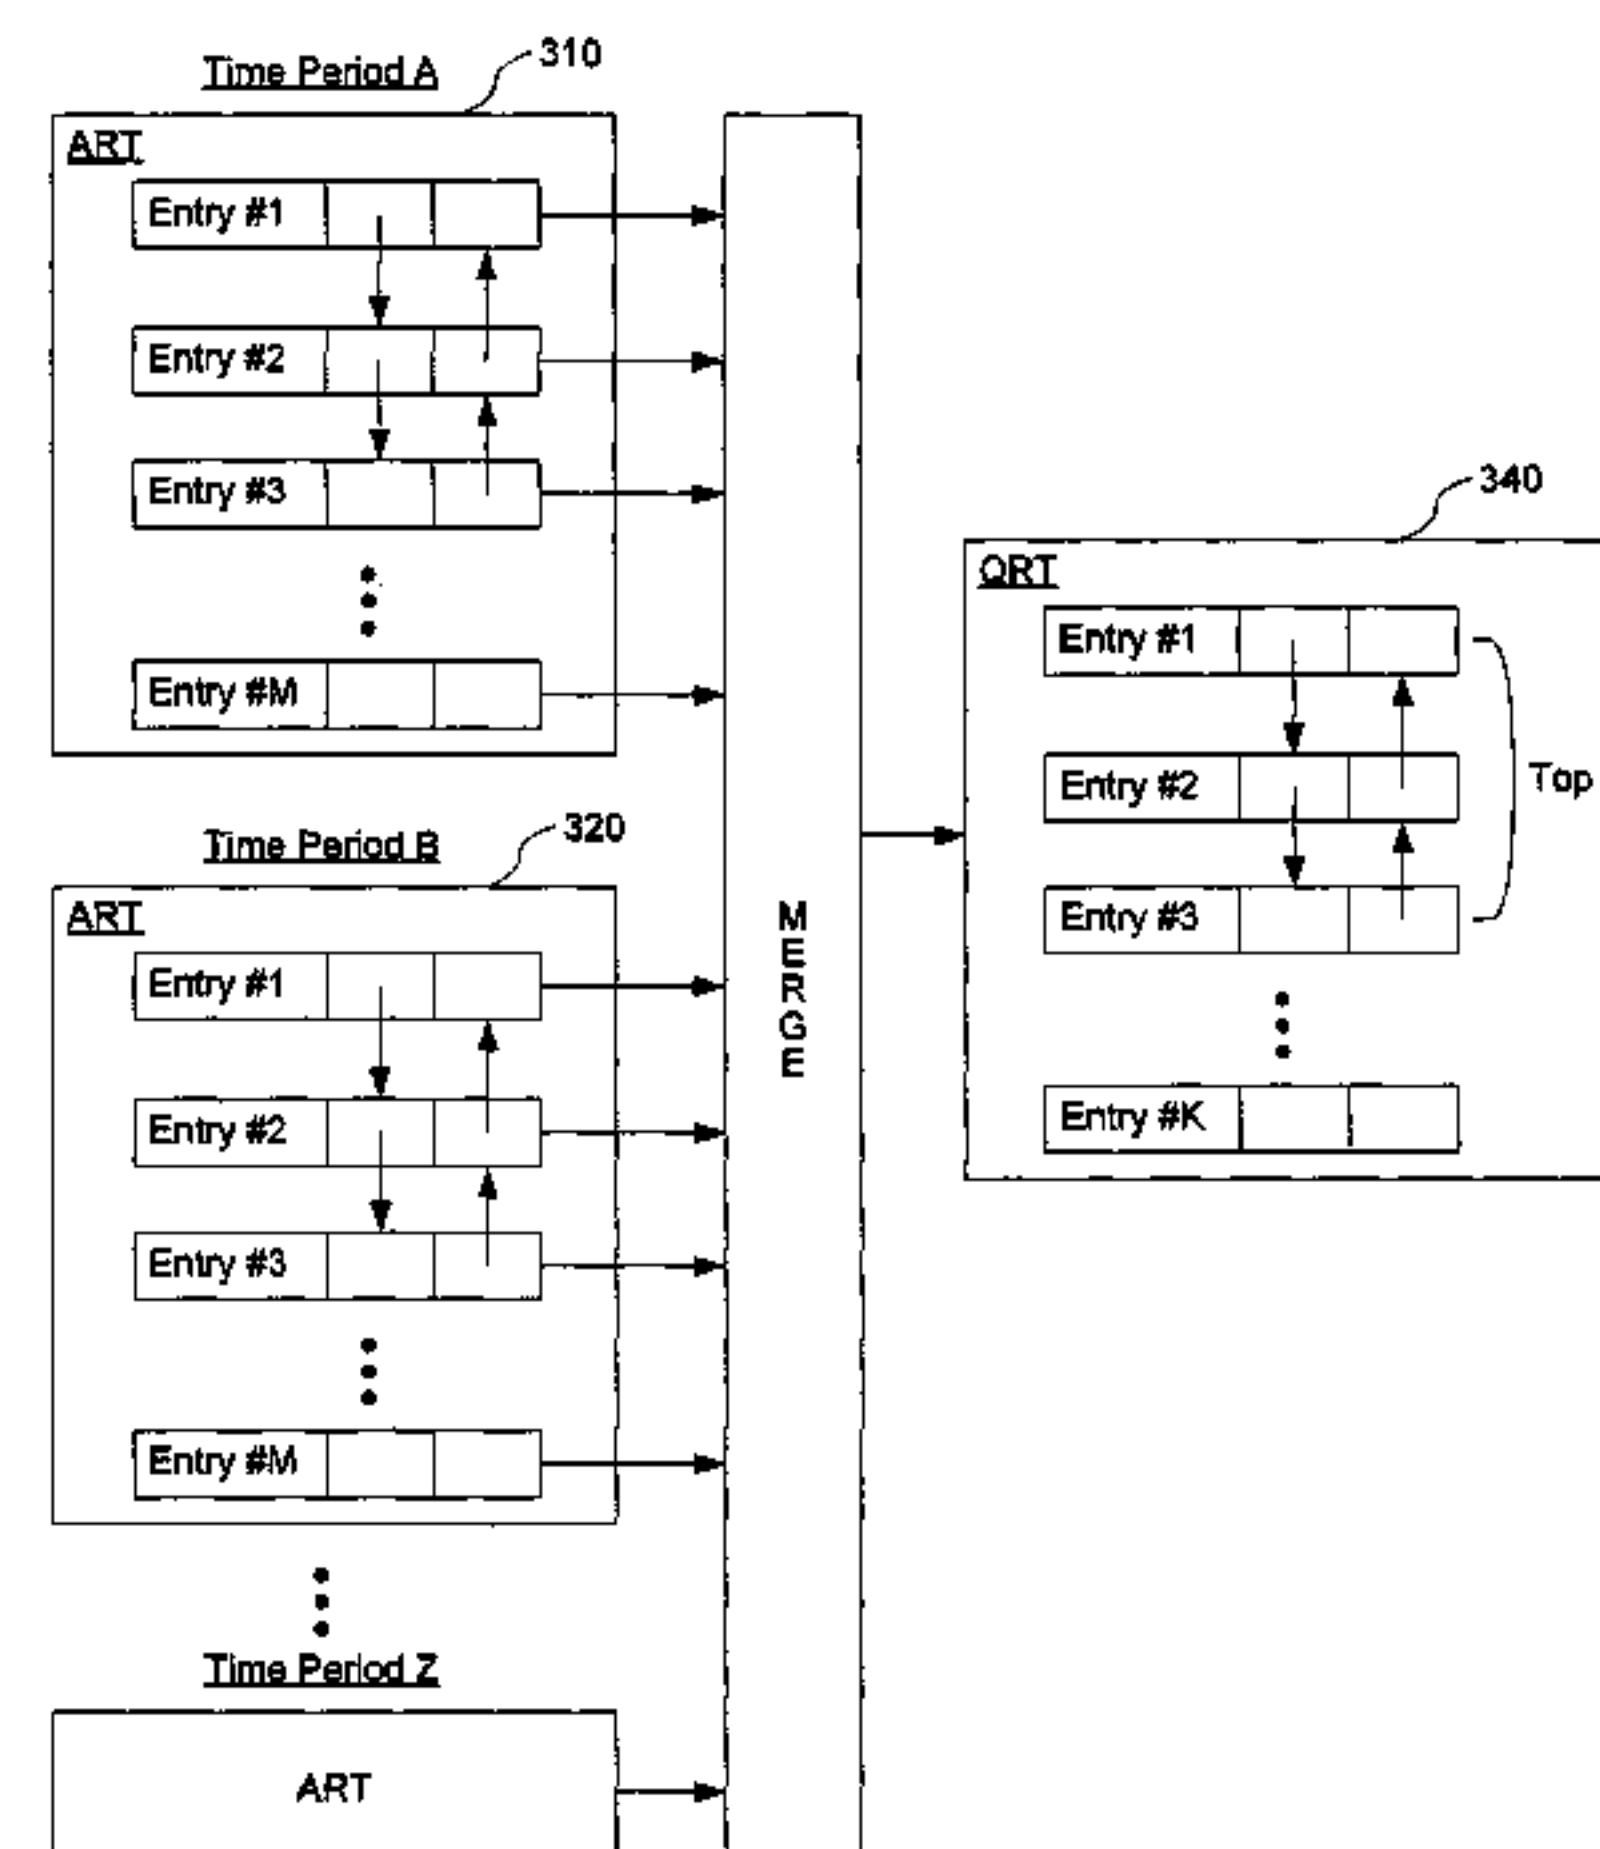 Time Period A
310
ART
Entry #1
Entry #2
Entry #3
Entry #M
Time Period B
320
ART
Entry #1
Entry #2
Entry #3
Entry #M
Time Period Z
ART
MERGE
340
QRT
Entry #1
Entry #2
Entry #3
Entry #K
Top